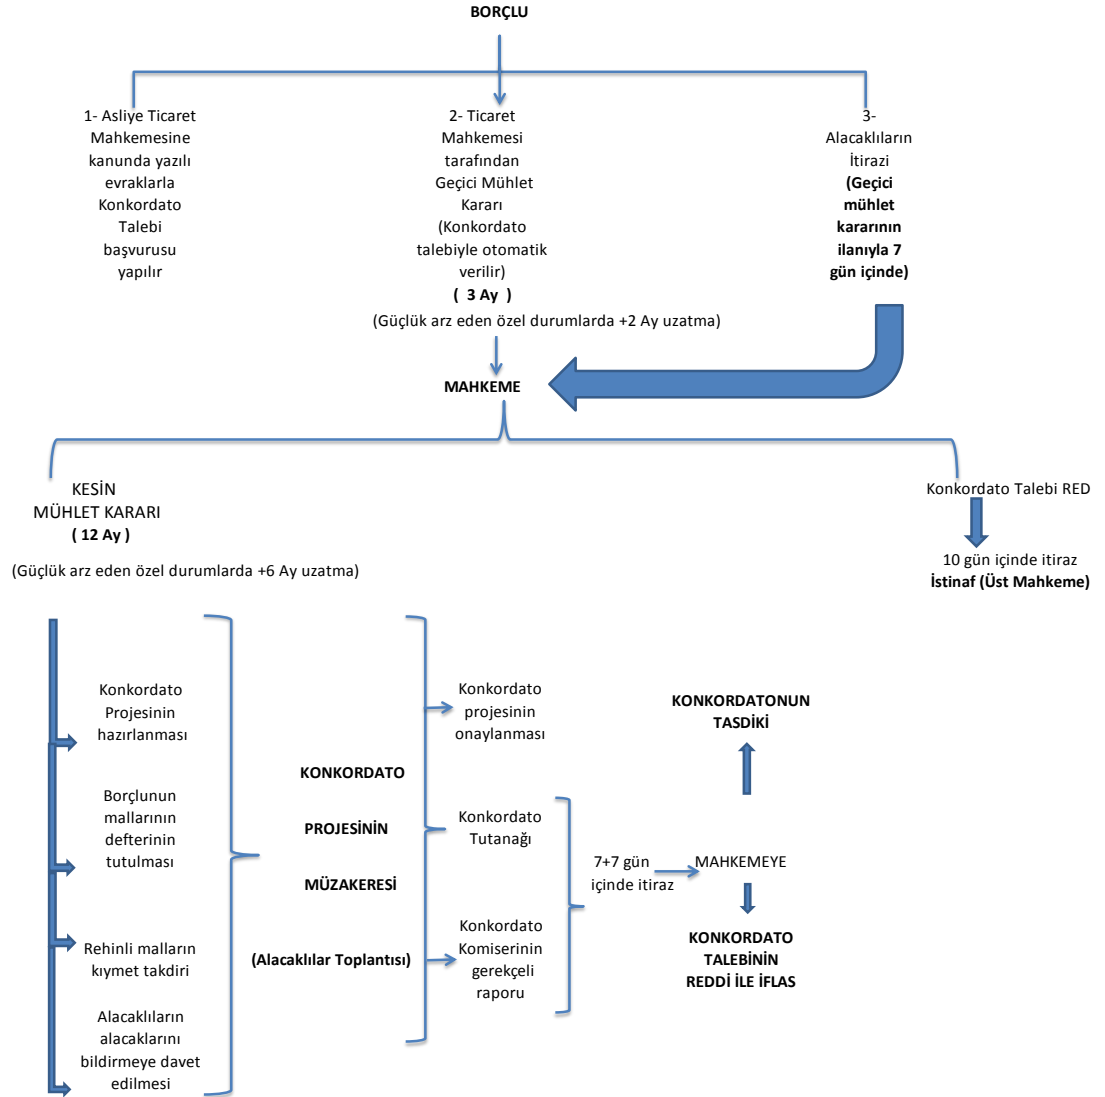 BORÇLU
1- Asliye Ticaret
Mahkemesine
kanunda yazılı
evraklarla
Konkordato
Talebi
başvurusu
yapılır
2- Ticaret
Mahkemesi
tarafından
Geçici Mühlet
Kararı
(Konkordato
talebiyle otomatik
verilir)
( 3 Ay )
(Güçlük arz eden özel durumlarda +2 Ay uzatma)
3-
Alacaklıların
İtirazi
(Geçici
mühlet
kararının
ilanıyla 7
gün içinde)
MAHKEME
KESİN
MÜHLET KARARI
( 12 Ay )
(Güçlük arz eden özel durumlarda +6 Ay uzatma)
Konkordato Talebi RED
10 gün içinde itiraz
İstinaf (Üst Mahkeme)
Konkordato
Projesinin
hazırlanması
Borçlunun
mallarının
defterinin
tutulması
Rehinli malların
kıymet takdiri
Alacaklıların
alacaklarını
bildirmeye davet
edilmesi
KONKORDATO
PROJESİNİN
MÜZAKERESİ
(Alacaklılar Toplantısı)
Konkordato
projesinin
onaylanması
Konkordato
Tutanağı
Konkordato
Komiserinin
gerekçeli
raporu
7+7 gün
içinde itiraz
MAHKEMEYE
KONKORDATONUN
TASDİKİ
KONKORDATO
TALEBİNİN
REDDİ İLE İFLAS